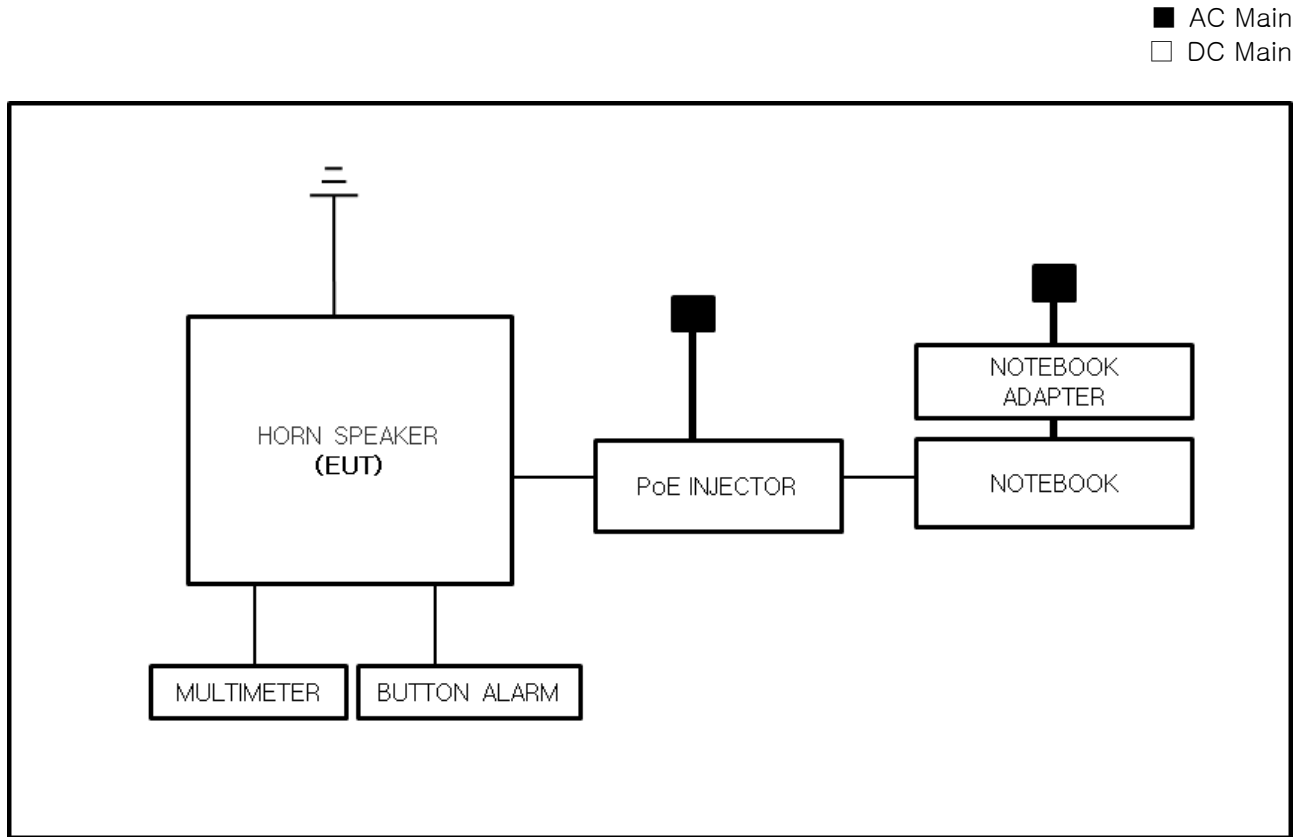 ■ AC Main
□ DC Main
HORN SPEAKER
(EUT)
PoE INJECTOR
NOTEBOOK
ADAPTER
NOTEBOOK
MULTIMETER
BUTTON ALARM